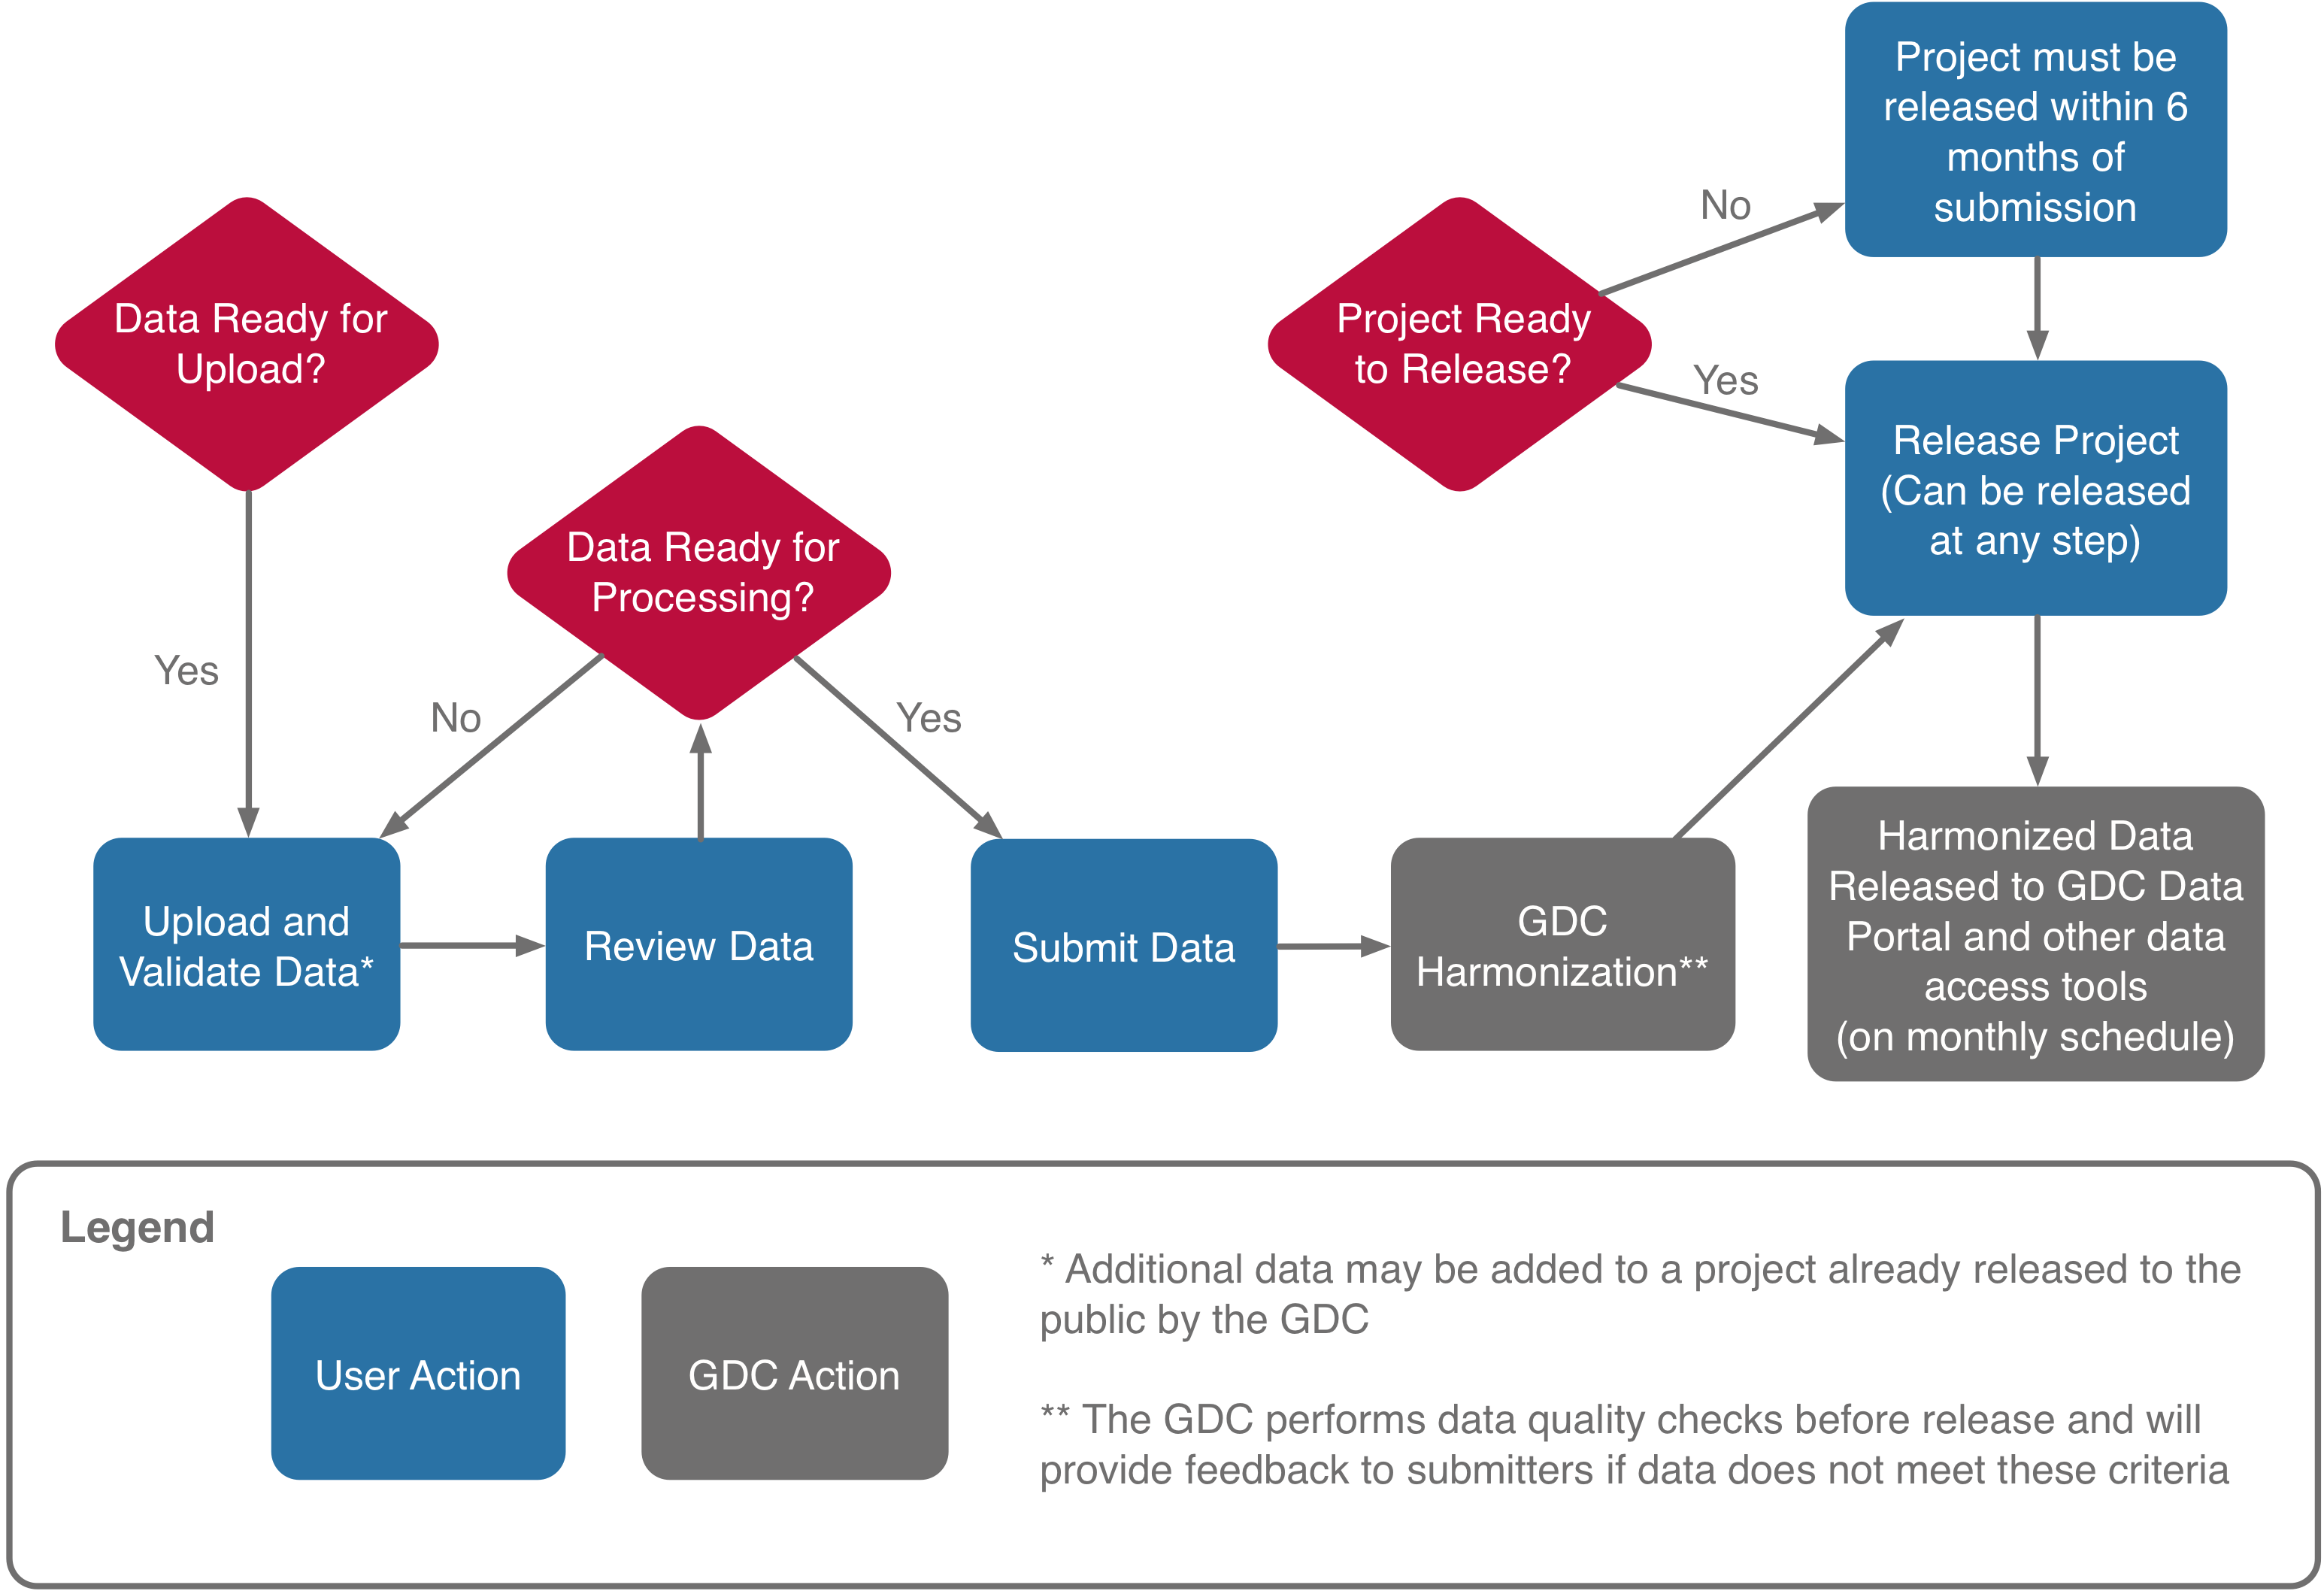 Project must be
released within 6
months of
submission
No
Data Ready for
Upload?
Project Ready
to Release?
Yes
Release Project
(Can be released
at any step)
Data Ready for
Processing?
Yes
No
Yes
Upload and
Validate Data*
Review Data
Submit Data
GDC
Harmonization**
Harmonized Data
Released to GDC Data
Portal and other data
access tools
(on monthly schedule)
Legend
User Action
GDC Action
* Additional data may be added to a project already released to the
public by the GDC
** The GDC performs data quality checks before release and will
provide feedback to submitters if data does not meet these criteria